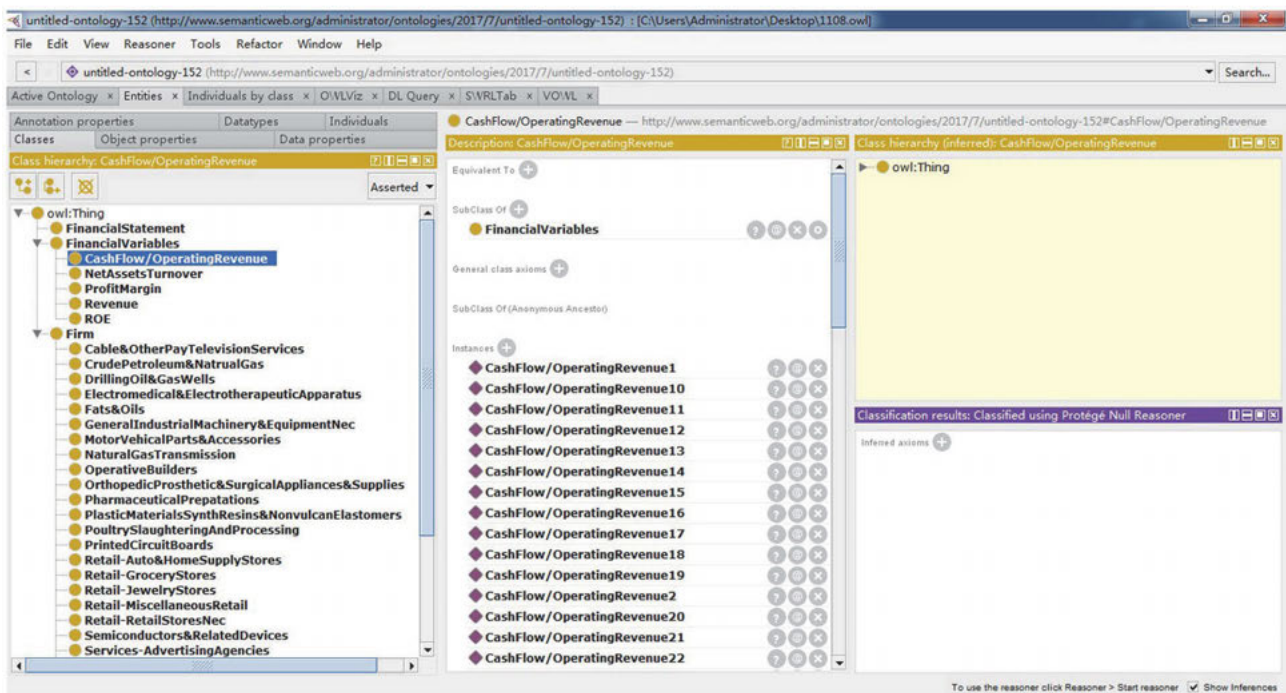 untitled-ontology-152 (http://www.semanticweb.org/administrator/ontologies/2017/7/untitled-ontology-152) : [C:\Users\Administrator\Desktop\1108.owl]
File Edit View Reasoner Tools Refactor Window Help
< untitled-ontology-152 (http://www.semanticweb.org/administrator/ontologies/2017/7/untitled-ontology-152) Search...
Active Ontology × Entities × Individuals by class × OWLViz × DL Query × SWRLTab × VOWL ×
Annotation properties Datatypes Individuals
Classes Object properties Data properties
Class hierarchy: CashFlow/OperatingRevenue
Asserted
owl:Thing
FinancialStatement
FinancialVariables
CashFlow/OperatingRevenue
NetAssetsTurnover
ProfitMargin
Revenue
ROE
Firm
Cable&OtherPayTelevisionServices
CrudePetroleum&NatrualGas
DrillingOil&GasWells
Electromedical&ElectrotherapeuticApparatus
Fats&Oils
GeneralIndustrialMachinery&EquipmentNec
MotorVehicalParts&Accessories
NaturalGasTransmission
OperativeBuilders
OrthopedicProsthetic&SurgicalAppliances&Supplies
PharmaceuticalPrepatations
PlasticMaterialsSynthResins&NonvulcanElastomers
PoultrySlaughteringAndProcessing
PrintedCircuitBoards
Retail-Auto&HomeSupplyStores
Retail-GroceryStores
Retail-JewelryStores
Retail-MiscellaneousRetail
Retail-RetailStoresNec
Semiconductors&RelatedDevices
Services-AdvertisingAgencies
CashFlow/OperatingRevenue — http://www.semanticweb.org/administrator/ontologies/2017/7/untitled-ontology-152#CashFlow/OperatingRevenue
Description: CashFlow/OperatingRevenue
Equivalent To
SubClass Of
FinancialVariables
General class axioms
SubClass Of (Anonymous Ancestor)
Instances
CashFlow/OperatingRevenue1
CashFlow/OperatingRevenue10
CashFlow/OperatingRevenue11
CashFlow/OperatingRevenue12
CashFlow/OperatingRevenue13
CashFlow/OperatingRevenue14
CashFlow/OperatingRevenue15
CashFlow/OperatingRevenue16
CashFlow/OperatingRevenue17
CashFlow/OperatingRevenue18
CashFlow/OperatingRevenue19
CashFlow/OperatingRevenue2
CashFlow/OperatingRevenue20
CashFlow/OperatingRevenue21
CashFlow/OperatingRevenue22
Class hierarchy (inferred): CashFlow/OperatingRevenue
owl:Thing
Classification results: Classified using Protégé Null Reasoner
Inferred axioms
To use the reasoner click Reasoner > Start reasoner Show Inferences